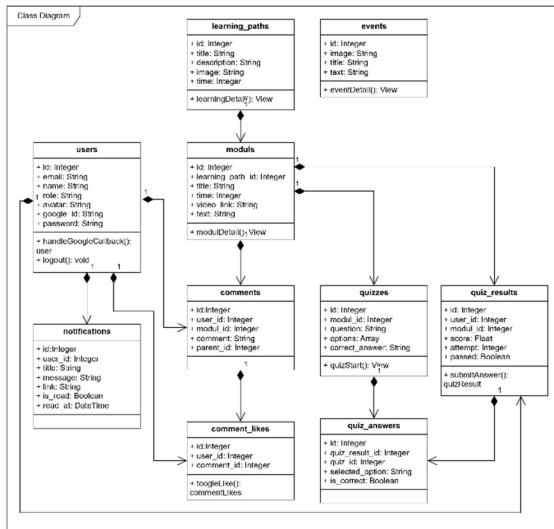 Class Diagram
learning_paths
+ id: Integer
+ title: String
+ description: String
+ image: String
+ time: Integer
+ learningDetail(): View
1
events
+ id: Integer
+ image: String
+ title: String
+ text: String
+ eventDetail(): View
users
+ id: Integer
+ email: String
+ name: String
+ role: String
+ avatar: String
+ google_id: String
+ password: String
+ handleGoogleCallback():
user
+ logout(): void
1
1
1
1
moduls
+ id: Integer
+ learning_path_id: Integer
+ title: String
+ time: Integer
+ video_link: String
+ text: String
+ modulDetail(): View
1
1
1
notifications
+ id:Integer
+ user_id: Integer
+ title: String
+ message: String
+ link: String
+ is_read: Boolean
+ read_at: DateTime
comments
+ id:Integer
+ user_id: Integer
+ modul_id: Integer
+ comment: String
+ parent_id: Integer
1
quizzes
+ id: Integer
+ modul_id: Integer
+ question: String
+ options: Array
+ correct_answer: String
+ quizStart(): View
1
quiz_results
+ id: Integer
+ user_id: Integer
+ modul_id: Integer
+ score: Float
+ attempt: Integer
+ passed: Boolean
+ submitAnswer():
quizResult
1
comment_likes
+ id:Integer
+ user_id: Integer
+ comment_id: Integer
+ toogleLike():
commentLikes
quiz_answers
+ id: Integer
+ quiz_result_id: Integer
+ quiz_id: Integer
+ selected_option: String
+ is_correct: Boolean